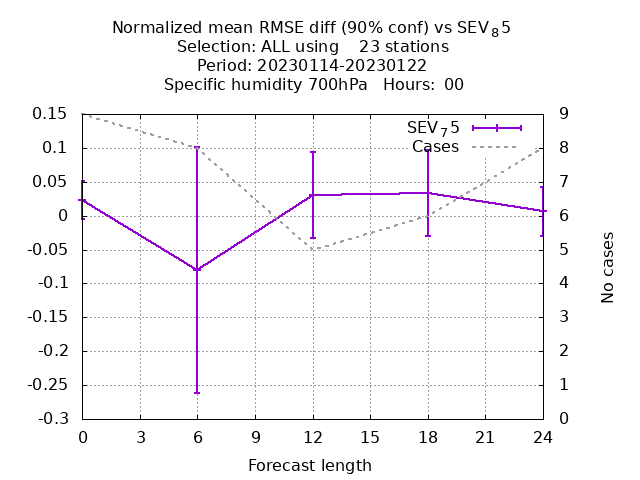 Normalized mean RMSE diff (90% conf) vs SEV₈5
Selection: ALL using 23 stations
Period: 20230114-20230122
Specific humidity 700hPa Hours: 00
SEV₇5
Cases
0.15
0.1
0.05
0
-0.05
-0.1
-0.15
-0.2
-0.25
-0.3
9
8
7
6
5
4
3
2
1
0
No cases
0 3 6 9 12 15 18 21 24
Forecast length